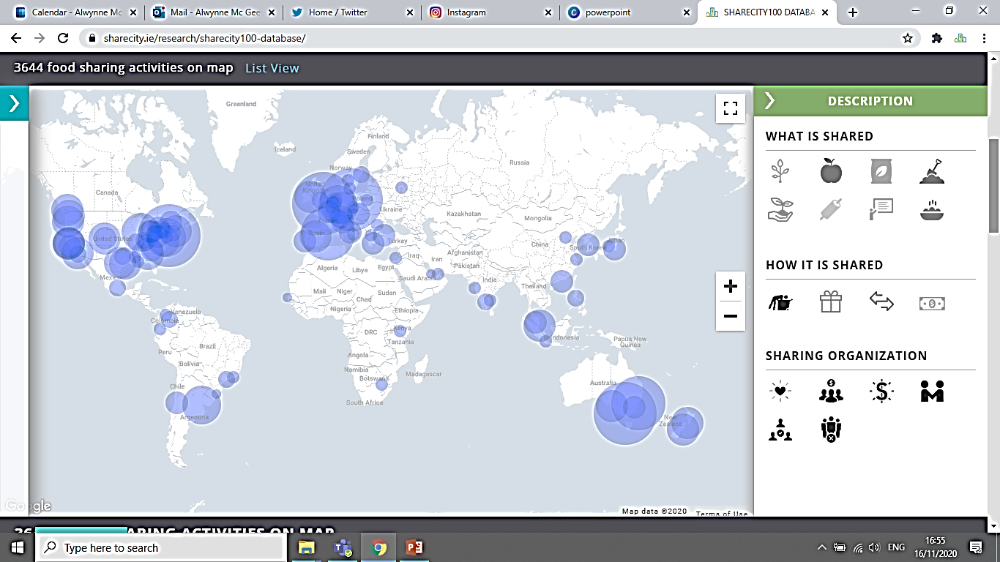 Calendar - Alwynne Mc
Mail - Alwynne Mc Gee
Home / Twitter
Instagram
powerpoint
SHARECITY100 DATABA
sharecity.ie/research/sharecity100-database/
3644 food sharing activities on map List View
DESCRIPTION
WHAT IS SHARED
HOW IT IS SHARED
SHARING ORGANIZATION
Greenland
Iceland
Finland
Sweden
Norway
Russia
Canada
United Kingdom
Poland
Ukraine
Kazakhstan
Mongolia
United States
Spain
Turkey
China
South Korea
Japan
Afghanistan
Iraq
Iran
Pakistan
Algeria
Libya
Egypt
Saudi Arabia
India
Mexico
Mali
Niger
Sudan
Chad
Thailand
Nigeria
Ethiopia
Venezuela
Colombia
DRC
Kenya
Tanzania
Indonesia
Papua New
Guinea
Brazil
Peru
Angola
Bolivia
Namibia
Botswana
Madagascar
Chile
Australia
South Africa
Argentina
New
Zealand
Google
Map data ©2020
Terms of Use
ARING ACTIVITIES ON MAP
Type here to search
ENG
16:55
16/11/2020